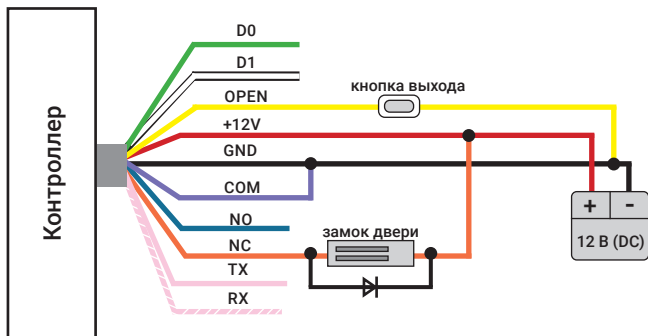 Контроллер
D0
D1
OPEN
кнопка выхода
+12V
GND
COM
NO
NC
замок двери
TX
RX
+ -
12 В (DC)